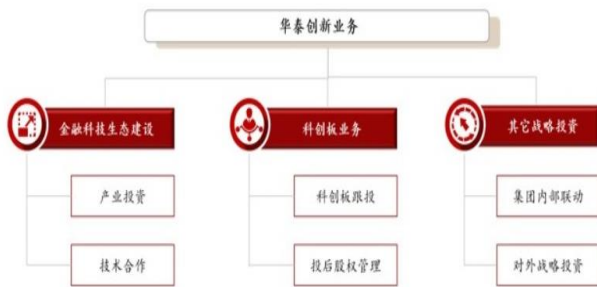 华泰创新业务
金融科技生态建设
科创板业务
其它战略投资
产业投资
科创板跟投
集团内部联动
技术合作
投后股权管理
对外战略投资